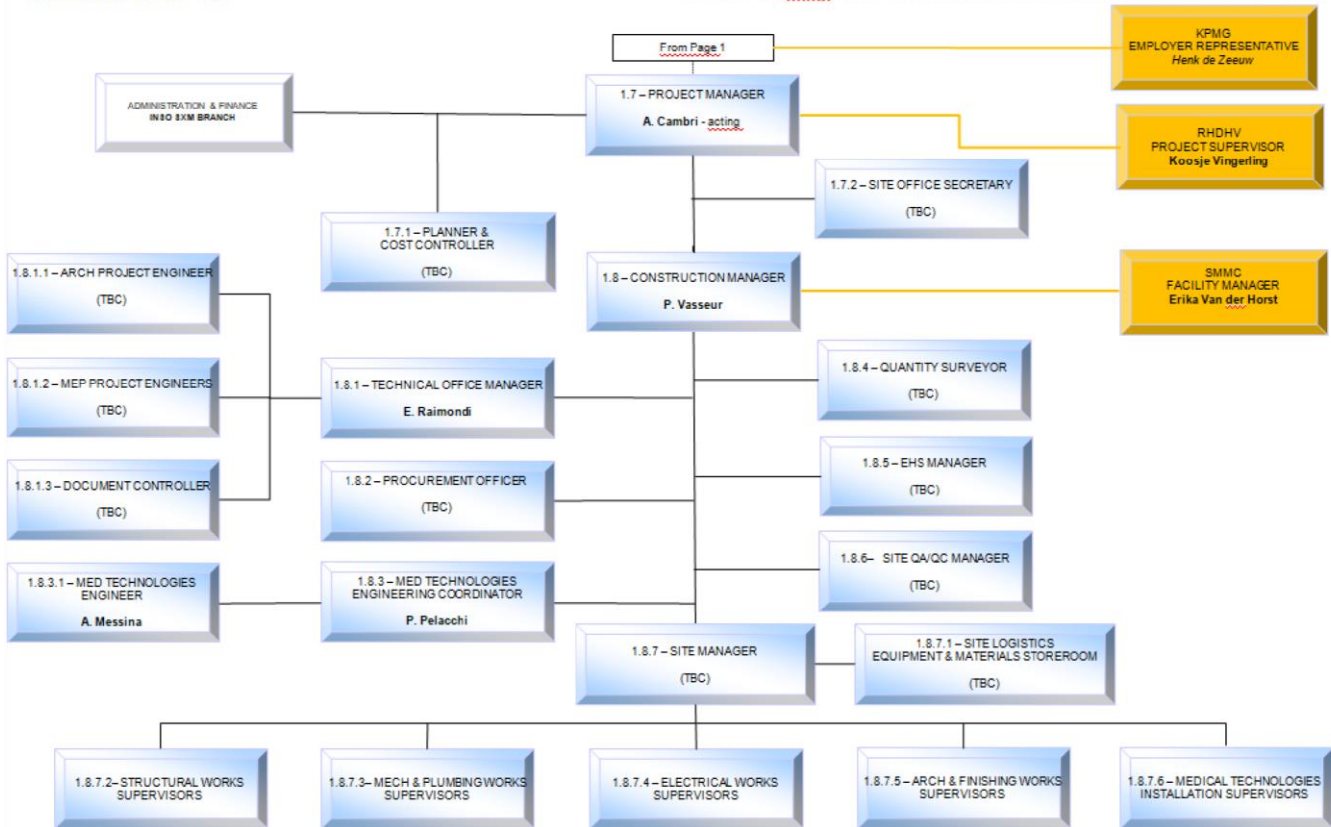 From Page 1
KPMG
EMPLOYER REPRESENTATIVE
Henk de Zeeuw
ADMINISTRATION & FINANCE
INSO SXM BRANCH
1.7 – PROJECT MANAGER
A. Cambri - acting
RHDHV
PROJECT SUPERVISOR
Koosje Vingerling
1.7.2 – SITE OFFICE SECRETARY
(TBC)
1.7.1 – PLANNER &
COST CONTROLLER
(TBC)
1.8 – CONSTRUCTION MANAGER
P. Vasseur
SMMC
FACILITY MANAGER
Erika Van der Horst
1.8.1.1 – ARCH PROJECT ENGINEER
(TBC)
1.8.1.2 – MEP PROJECT ENGINEERS
(TBC)
1.8.1 – TECHNICAL OFFICE MANAGER
E. Raimondi
1.8.4 – QUANTITY SURVEYOR
(TBC)
1.8.1.3 – DOCUMENT CONTROLLER
(TBC)
1.8.2 – PROCUREMENT OFFICER
(TBC)
1.8.5 – EHS MANAGER
(TBC)
1.8.6– SITE QA/QC MANAGER
(TBC)
1.8.3.1 – MED TECHNOLOGIES
ENGINEER
A. Messina
1.8.3 – MED TECHNOLOGIES
ENGINEERING COORDINATOR
P. Pelacchi
1.8.7 – SITE MANAGER
(TBC)
1.8.7.1 – SITE LOGISTICS
EQUIPMENT & MATERIALS STOREROOM
(TBC)
1.8.7.2– STRUCTURAL WORKS
SUPERVISORS
1.8.7.3– MECH & PLUMBING WORKS
SUPERVISORS
1.8.7.4 – ELECTRICAL WORKS
SUPERVISORS
1.8.7.5 – ARCH & FINISHING WORKS
SUPERVISORS
1.8.7.6 – MEDICAL TECHNOLOGIES
INSTALLATION SUPERVISORS